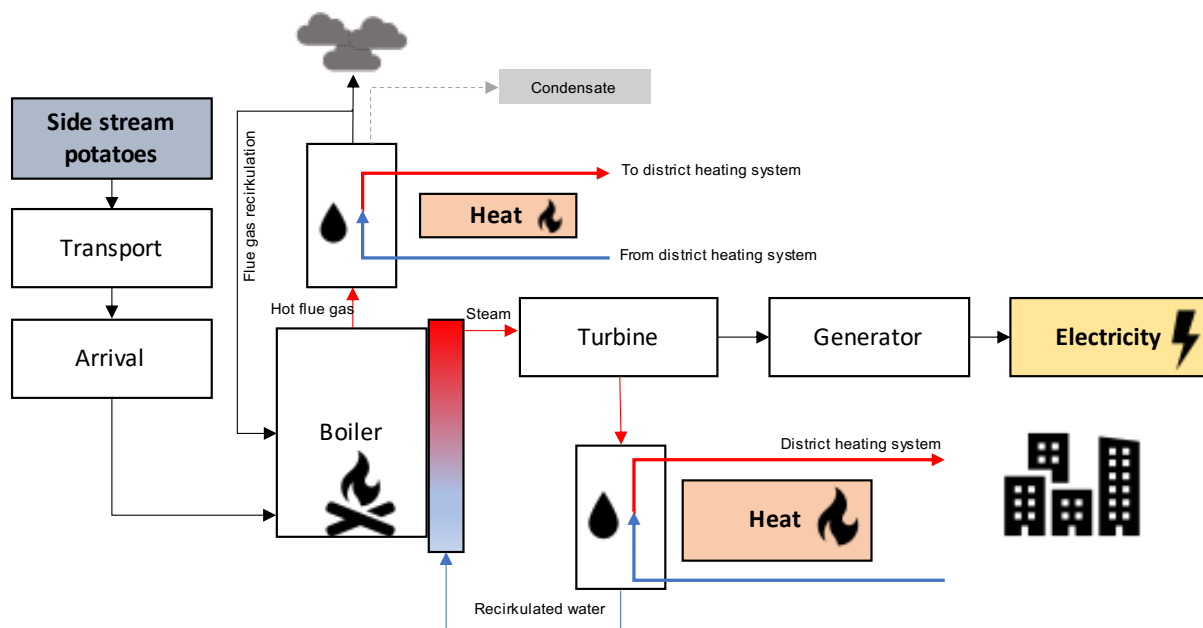 Condensate
Side stream
potatoes
Flue gas recirkulation
To district heating system
Heat
From district heating system
Transport
Hot flue gas
Steam
Arrival
Turbine
Generator
Electricity
Boiler
District heating system
Heat
Recirkulated water